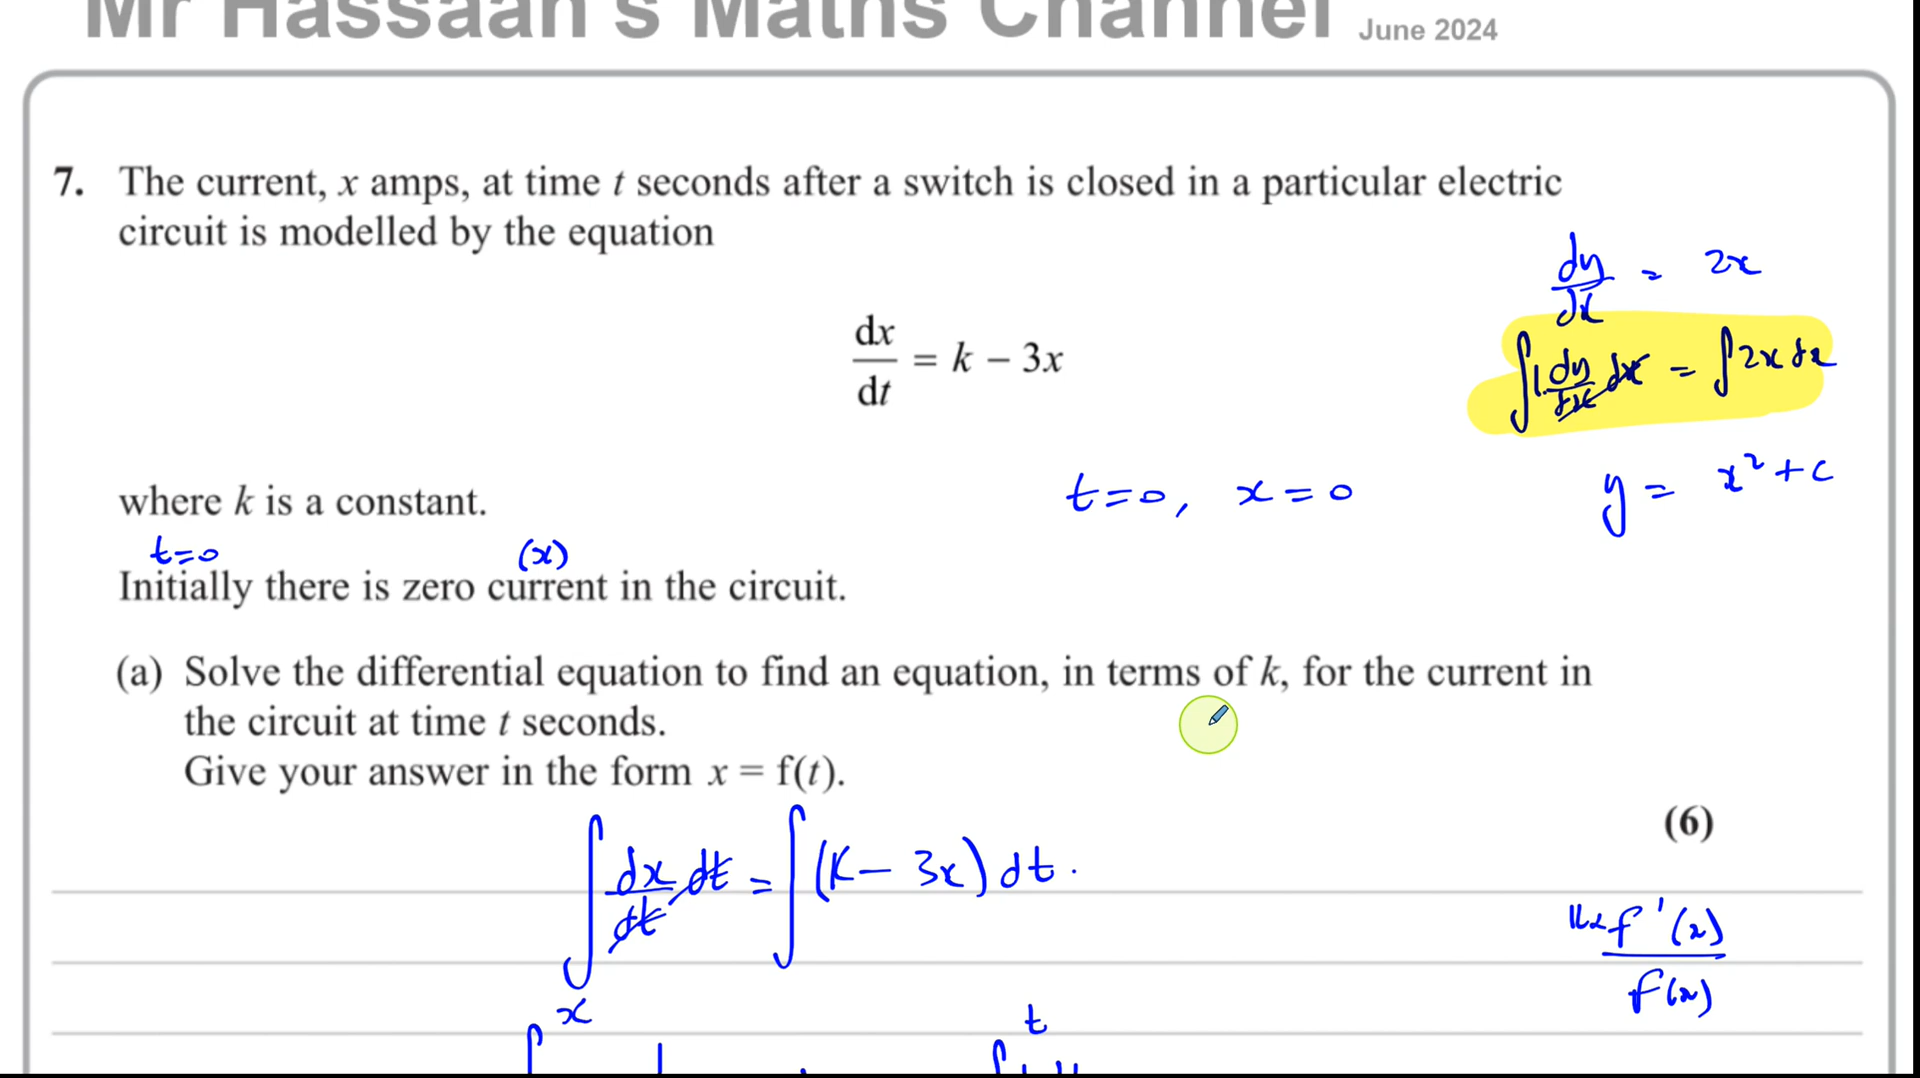 Mr Hassaan's Maths Channel June 2024
7. The current, x amps, at time t seconds after a switch is closed in a particular electric
circuit is modelled by the equation
dy/dx = 2x
dx/dt = k − 3x
∫1.dy/dx dx = ∫2x dx
where k is a constant.
t=0, x=0
y = x² + c
t=0 (x)
Initially there is zero current in the circuit.
(a) Solve the differential equation to find an equation, in terms of k, for the current in
the circuit at time t seconds.
Give your answer in the form x = f(t).
(6)
∫ dx/dt dt = ∫ (K − 3x) dt.
f'(x)/f(x)
x t